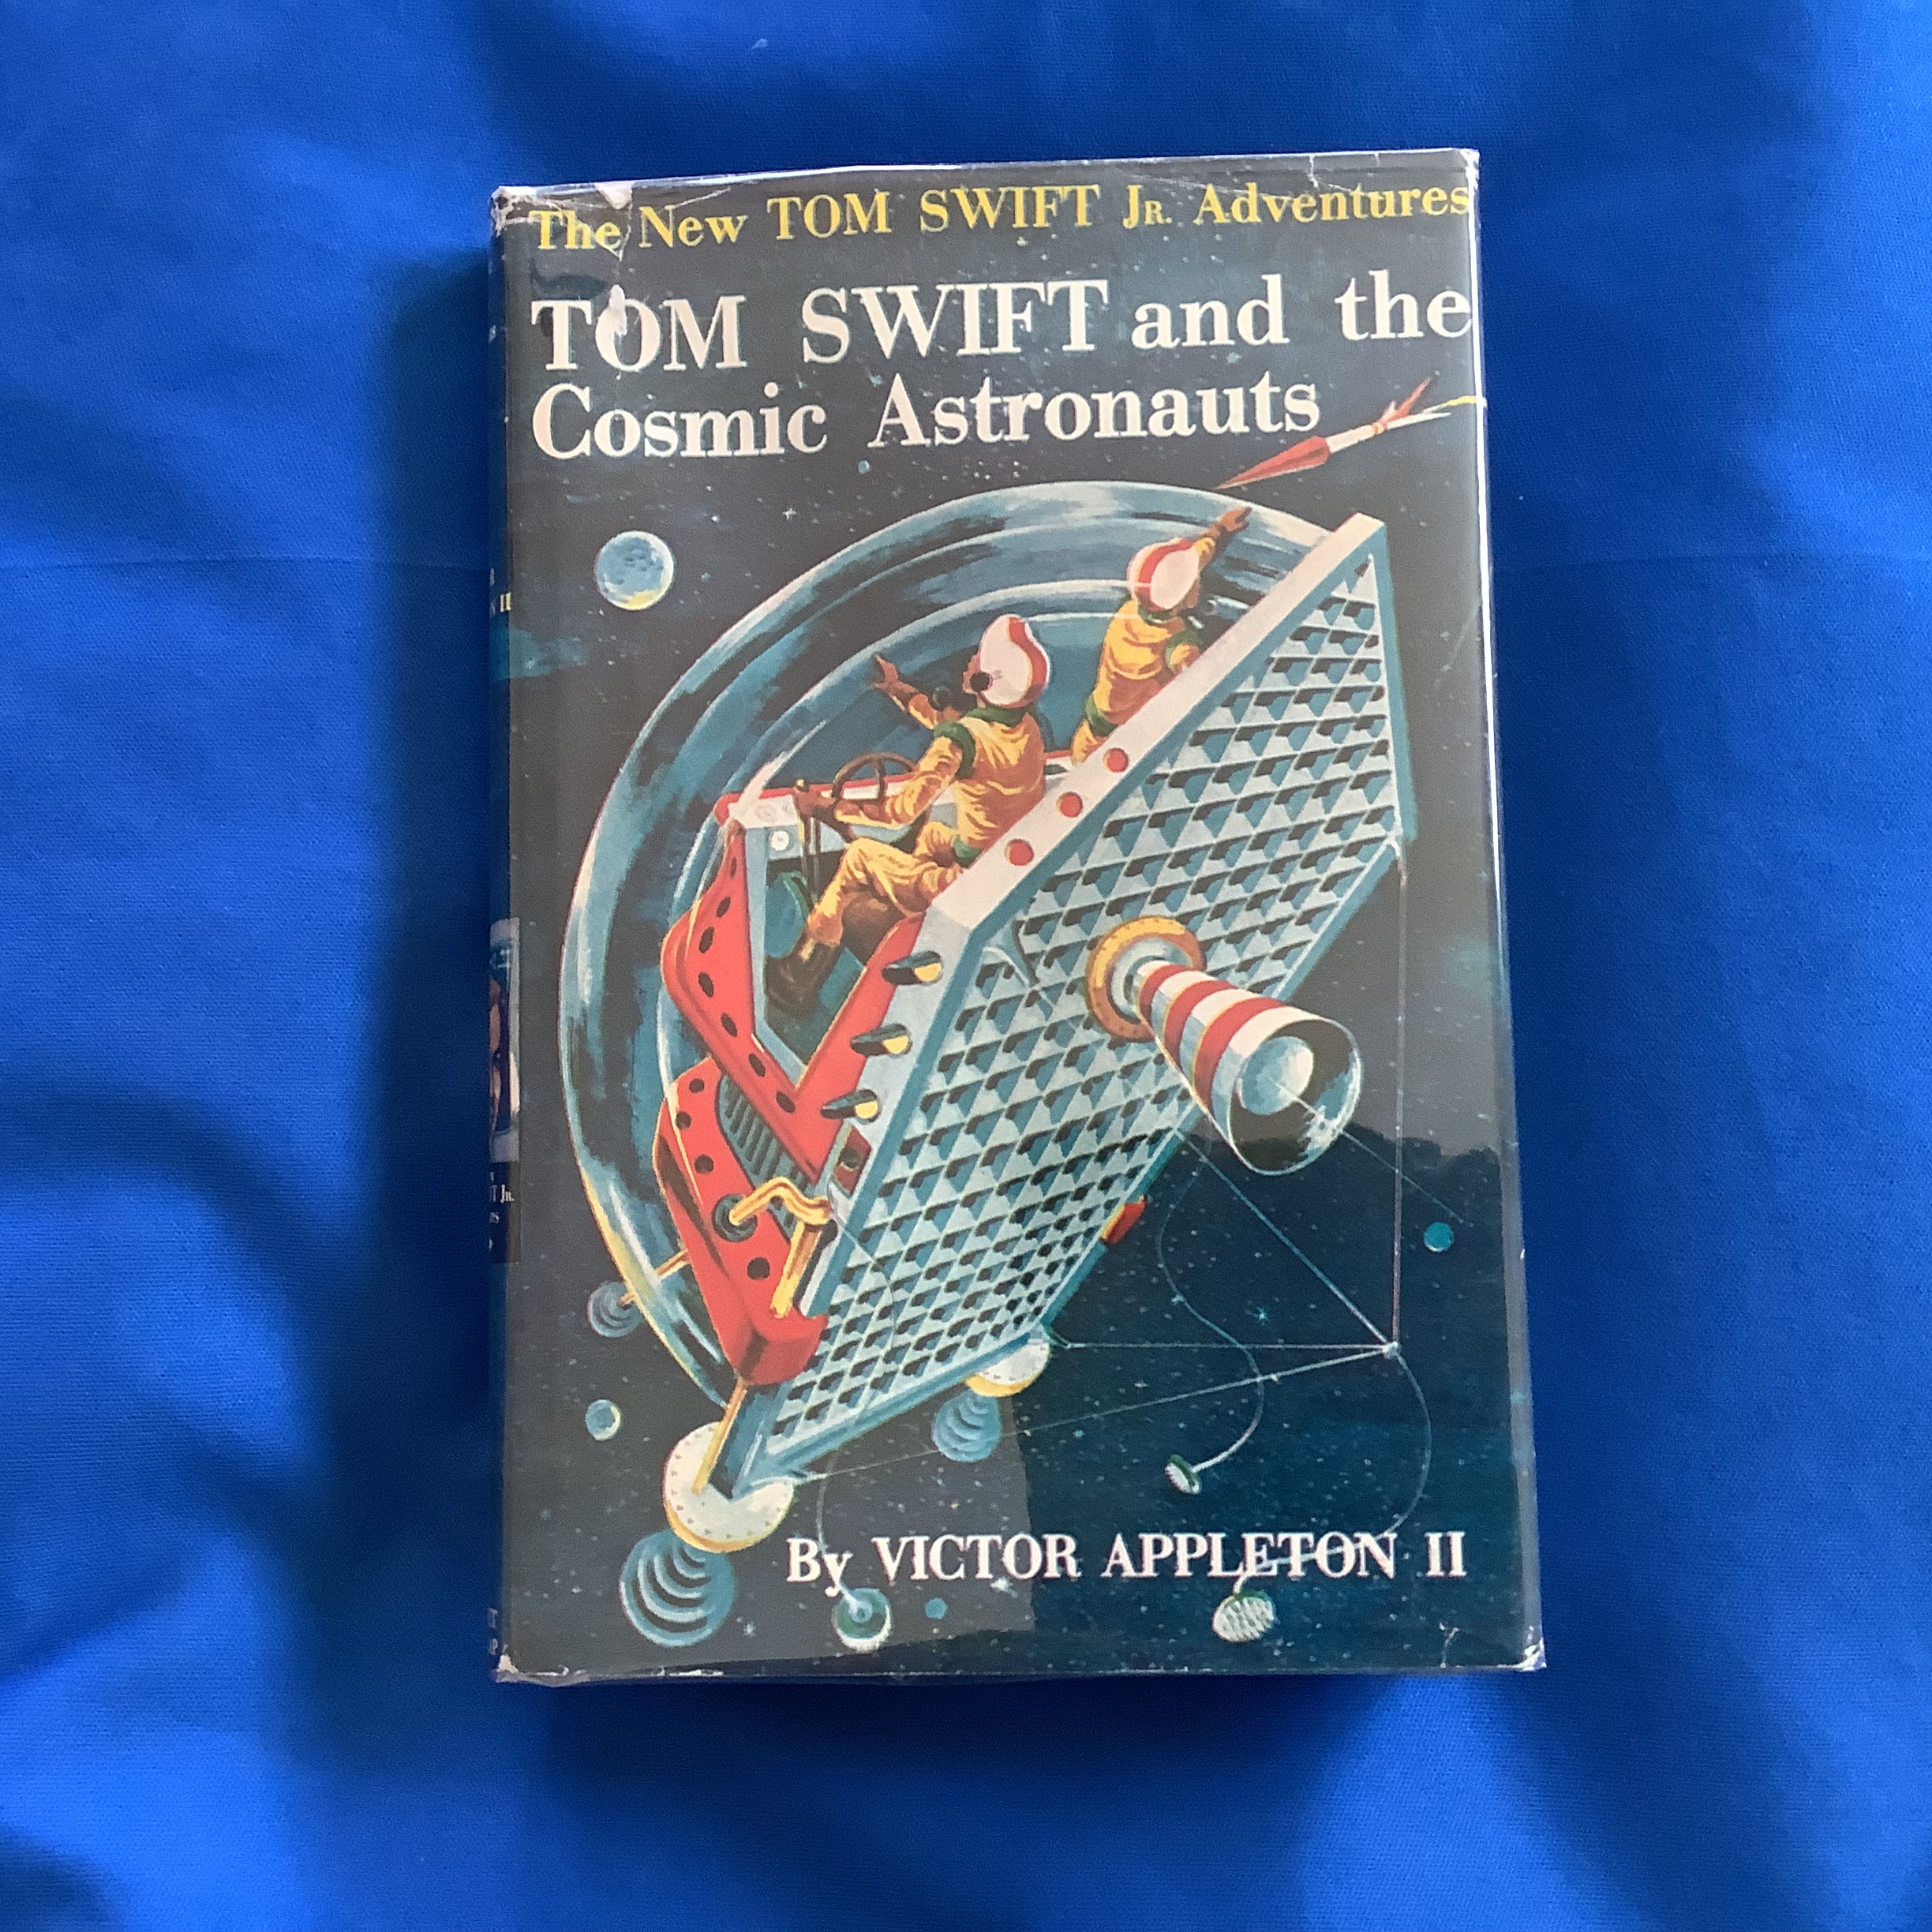 The New TOM SWIFT JR. Adventures
TOM SWIFT and the
Cosmic Astronauts
By VICTOR APPLETON II